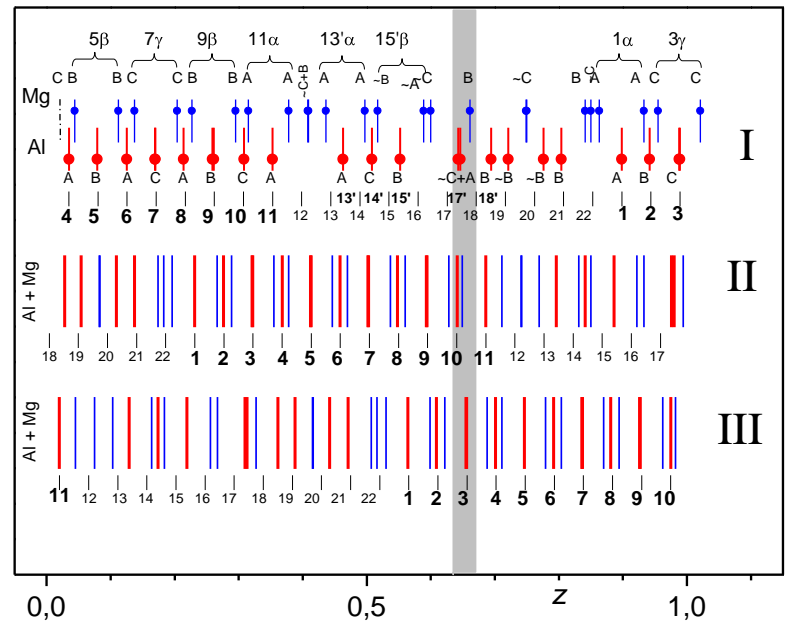 5β 7γ 9β 11α 13'α 15'β 1α 3γ
C B B C C B B A A ~C+B A A ~B ~A ~C B ~C B C A A C C
Mg
Al
I
A B A C A B C A A C B ~C+A B ~B ~B B A B C
4 5 6 7 8 9 10 11 12 13 13' 14 14' 15 15' 16 17 17' 18 18' 19 20 21 22 1 2 3
Al + Mg
II
18 19 20 21 22 1 2 3 4 5 6 7 8 9 10 11 12 13 14 15 16 17
Al + Mg
III
11 12 13 14 15 16 17 18 19 20 21 22 1 2 3 4 5 6 7 8 9 10
0,0 0,5 z 1,0